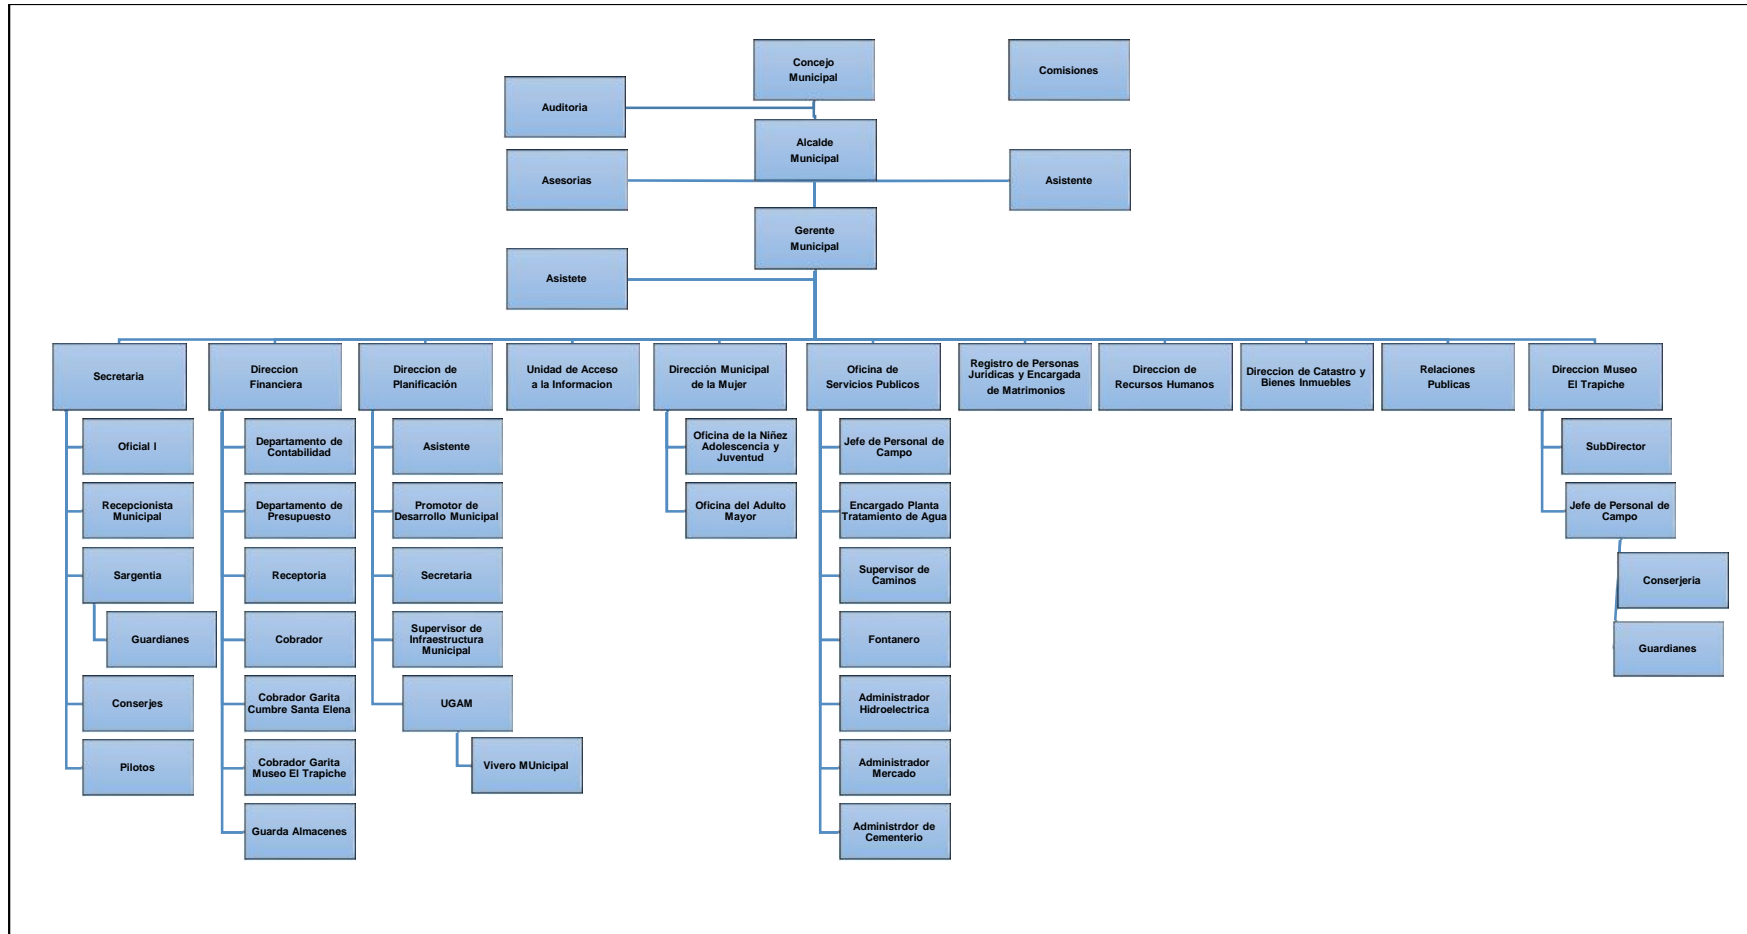 Concejo
Municipal
Comisiones
Auditoria
Alcalde
Municipal
Asesorias
Asistente
Gerente
Municipal
Asistete
Secretaria
Direccion
Financiera
Direccion de
Planificación
Unidad de Acceso
a la Informacion
Dirección Municipal
de la Mujer
Oficina de
Servicios Publicos
Registro de Personas
Juridicas y Encargada
de Matrimonios
Direccion de
Recursos Humanos
Direccion de Catastro y
Bienes Inmuebles
Relaciones
Publicas
Direccion Museo
El Trapiche
Oficial I
Recepcionista
Municipal
Sargentia
Guardianes
Conserjes
Pilotos
Departamento de
Contabilidad
Departamento de
Presupuesto
Receptoria
Cobrador
Cobrador Garita
Cumbre Santa Elena
Cobrador Garita
Museo El Trapiche
Guarda Almacenes
Asistente
Promotor de
Desarrollo Municipal
Secretaria
Supervisor de
Infraestructura
Municipal
UGAM
Vivero MUnicipal
Oficina de la Niñez
Adolescencia y
Juventud
Oficina del Adulto
Mayor
Jefe de Personal de
Campo
Encargado Planta
Tratamiento de Agua
Supervisor de
Caminos
Fontanero
Administrador
Hidroelectrica
Administrador
Mercado
Administrdor de
Cementerio
SubDirector
Jefe de Personal de
Campo
Conserjeria
Guardianes